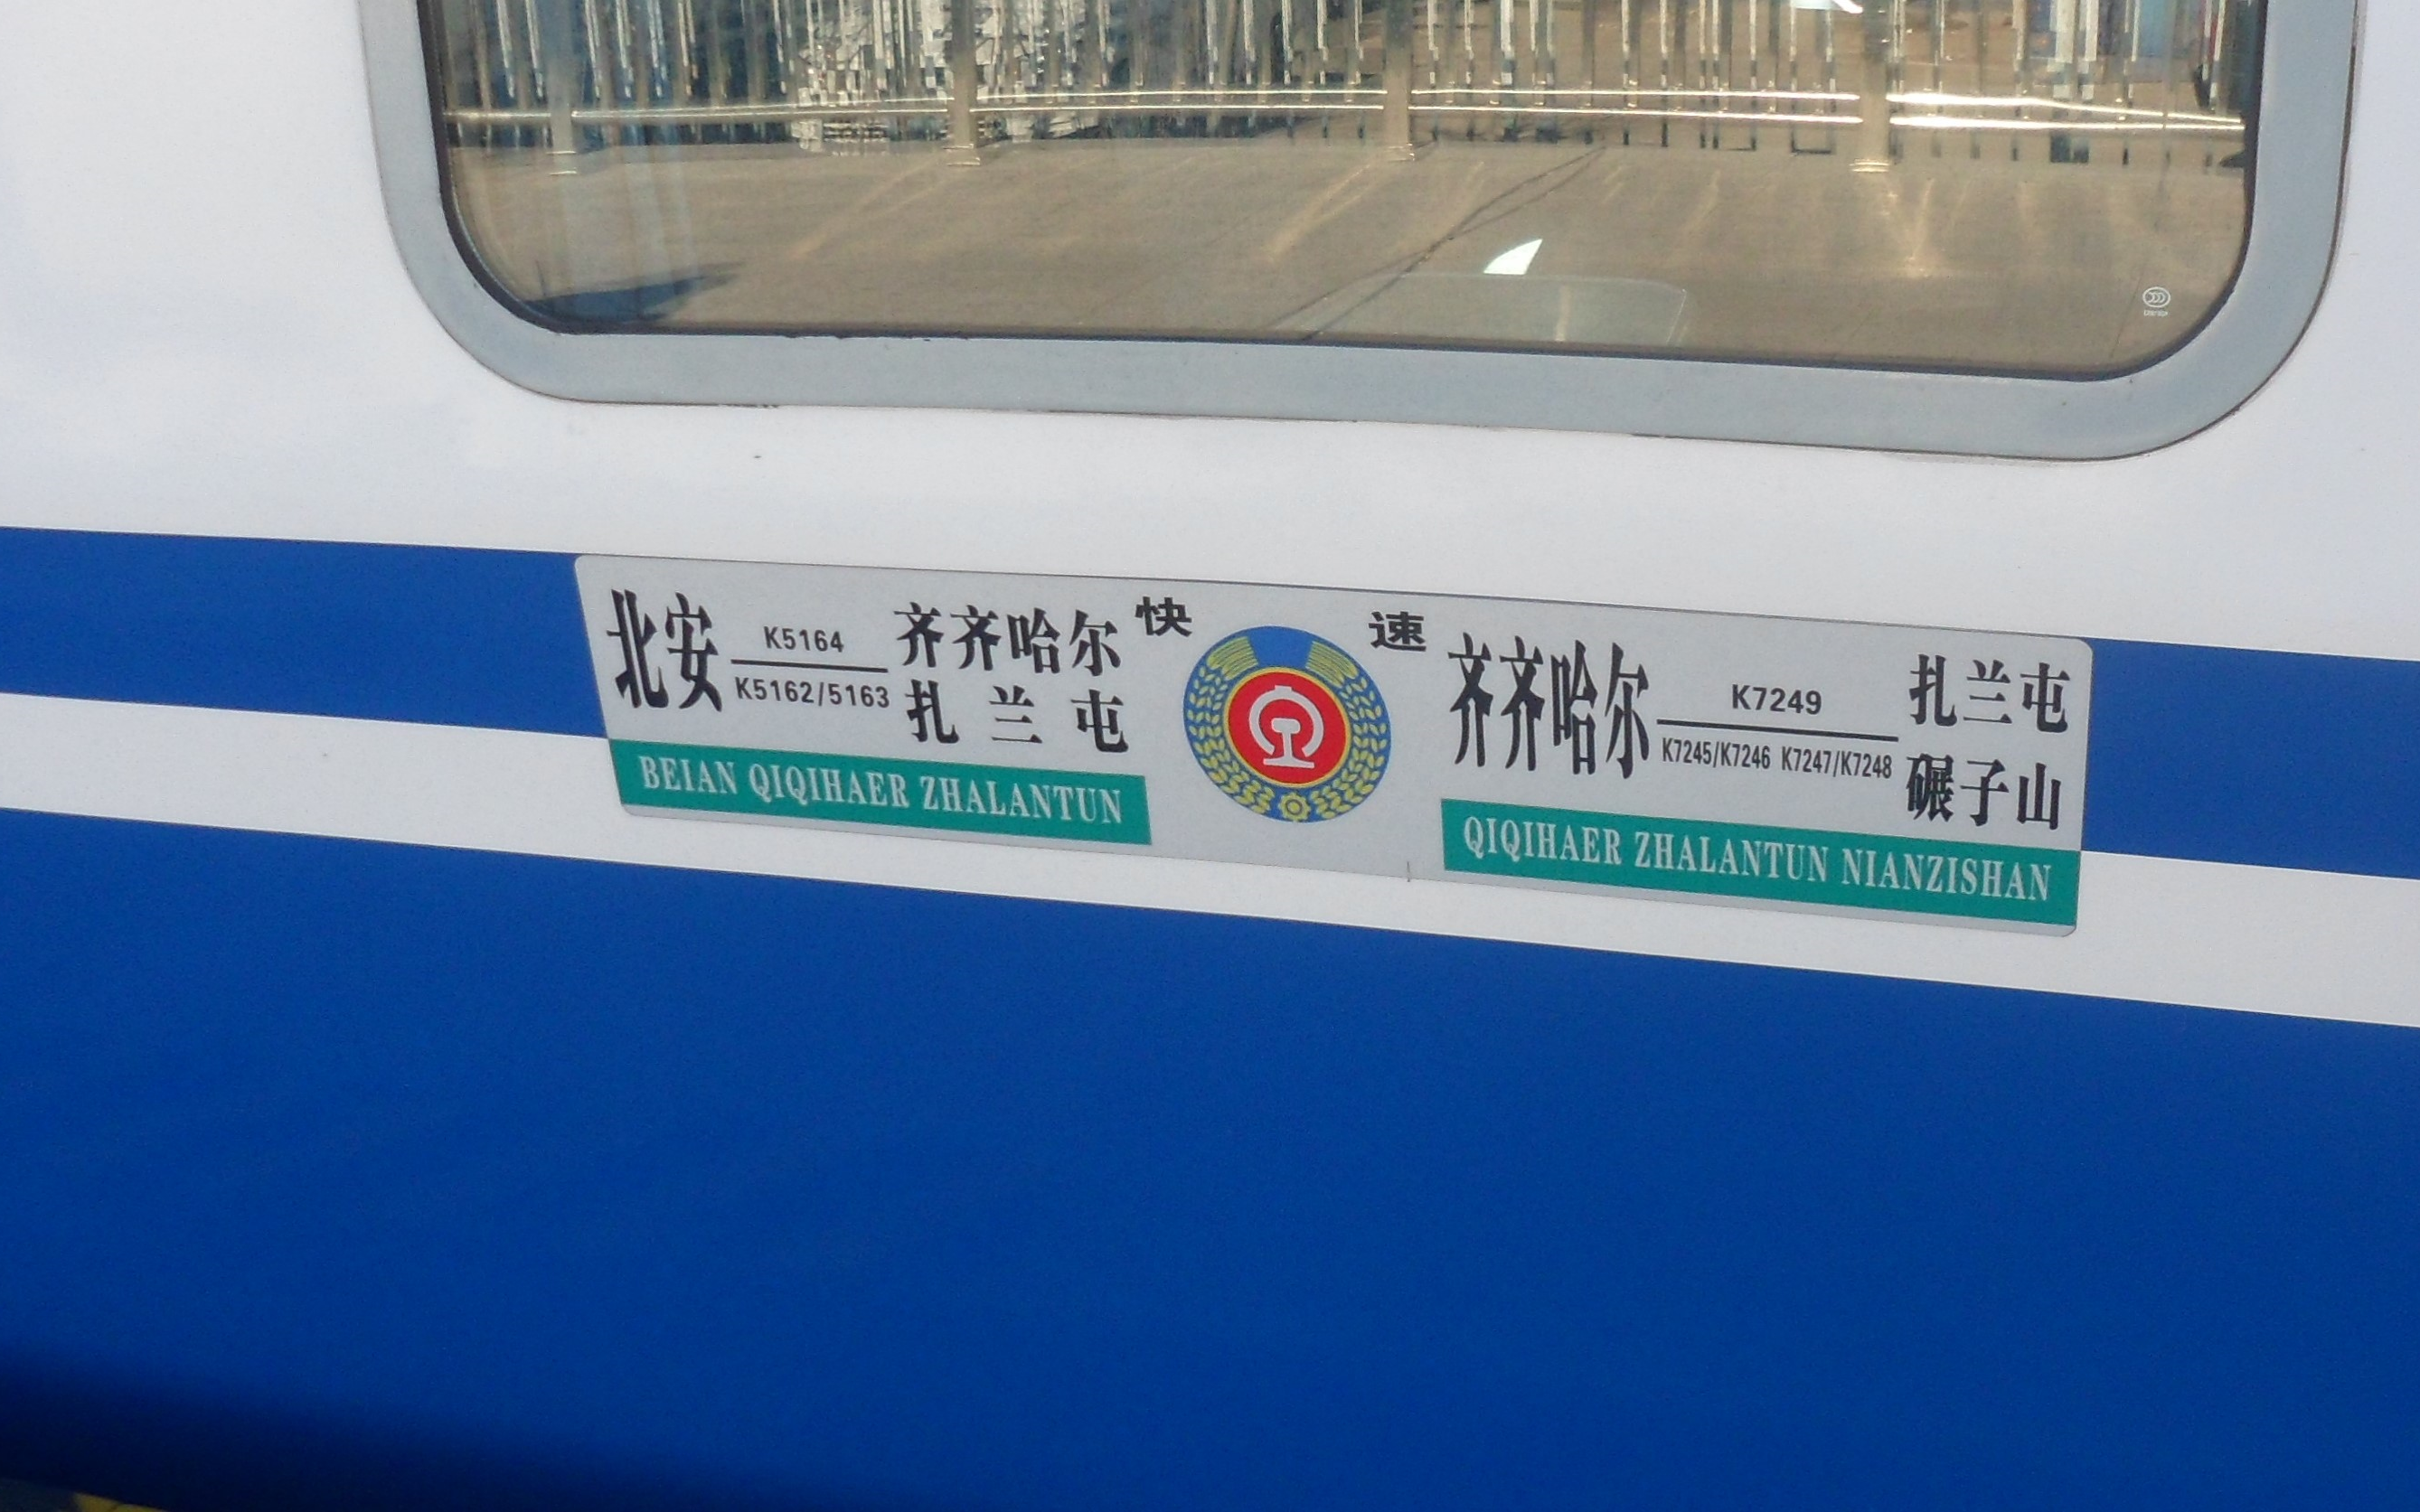 快 速
北安 K5164 齐齐哈尔
K5162/5163 扎兰屯
BEIAN QIQIHAER ZHALANTUN
齐齐哈尔 K7249 扎兰屯
K7245/K7246 K7247/K7248 碾子山
QIQIHAER ZHALANTUN NIANZISHAN